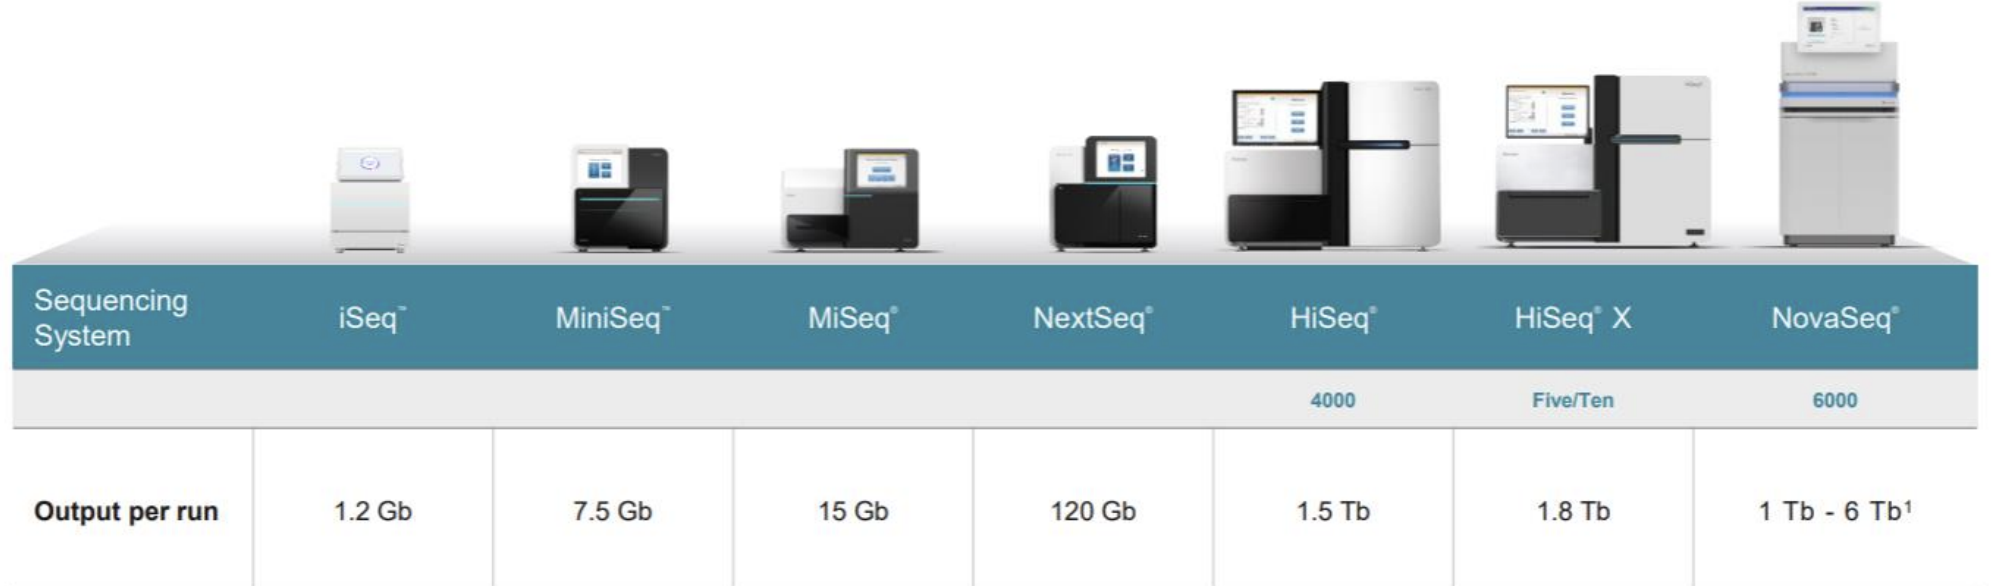 Sequencing System
iSeq™
MiniSeq™
MiSeq®
NextSeq®
HiSeq®
HiSeq® X
NovaSeq®
4000
Five/Ten
6000
Output per run
1.2 Gb
7.5 Gb
15 Gb
120 Gb
1.5 Tb
1.8 Tb
1 Tb - 6 Tb¹